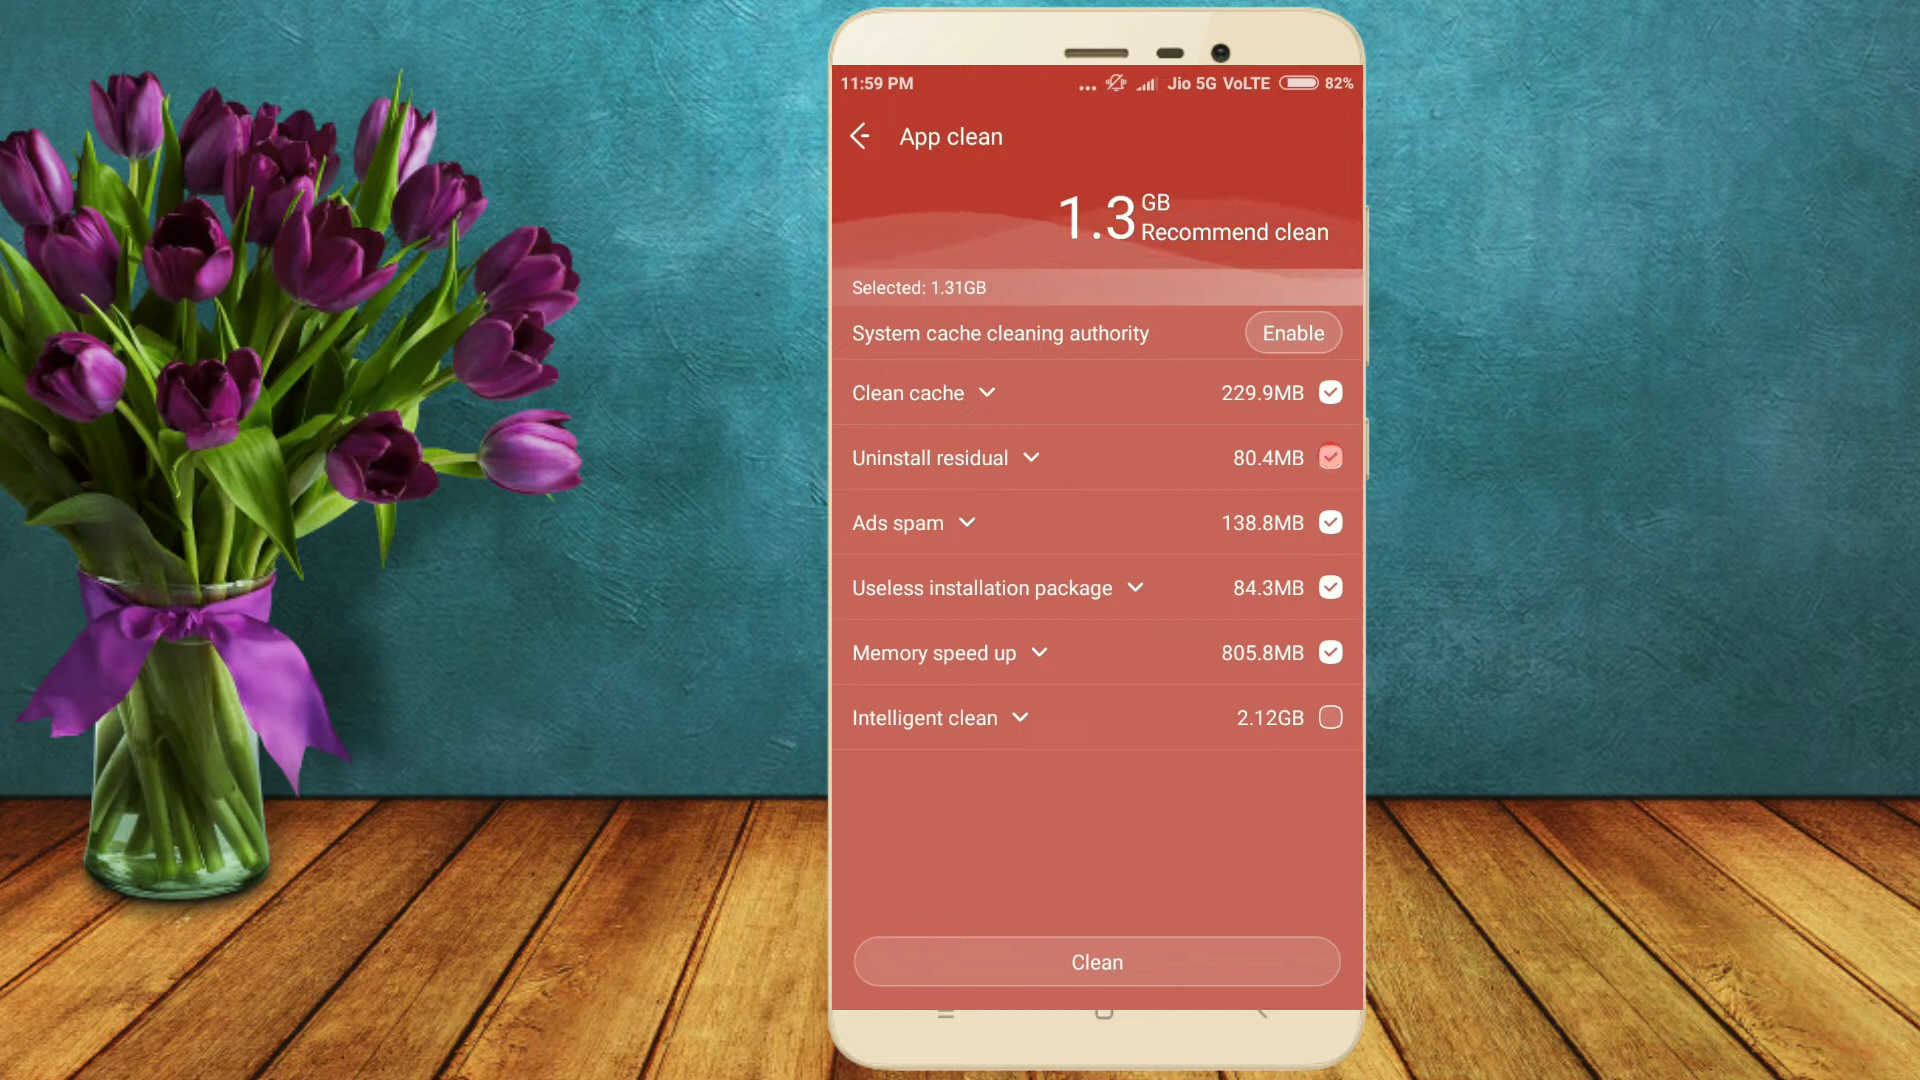 11:59 PM ... Jio 5G VoLTE 82%
App clean
1.3 GB
Recommend clean
Selected: 1.31GB
System cache cleaning authority Enable
Clean cache 229.9MB
Uninstall residual 80.4MB
Ads spam 138.8MB
Useless installation package 84.3MB
Memory speed up 805.8MB
Intelligent clean 2.12GB
Clean